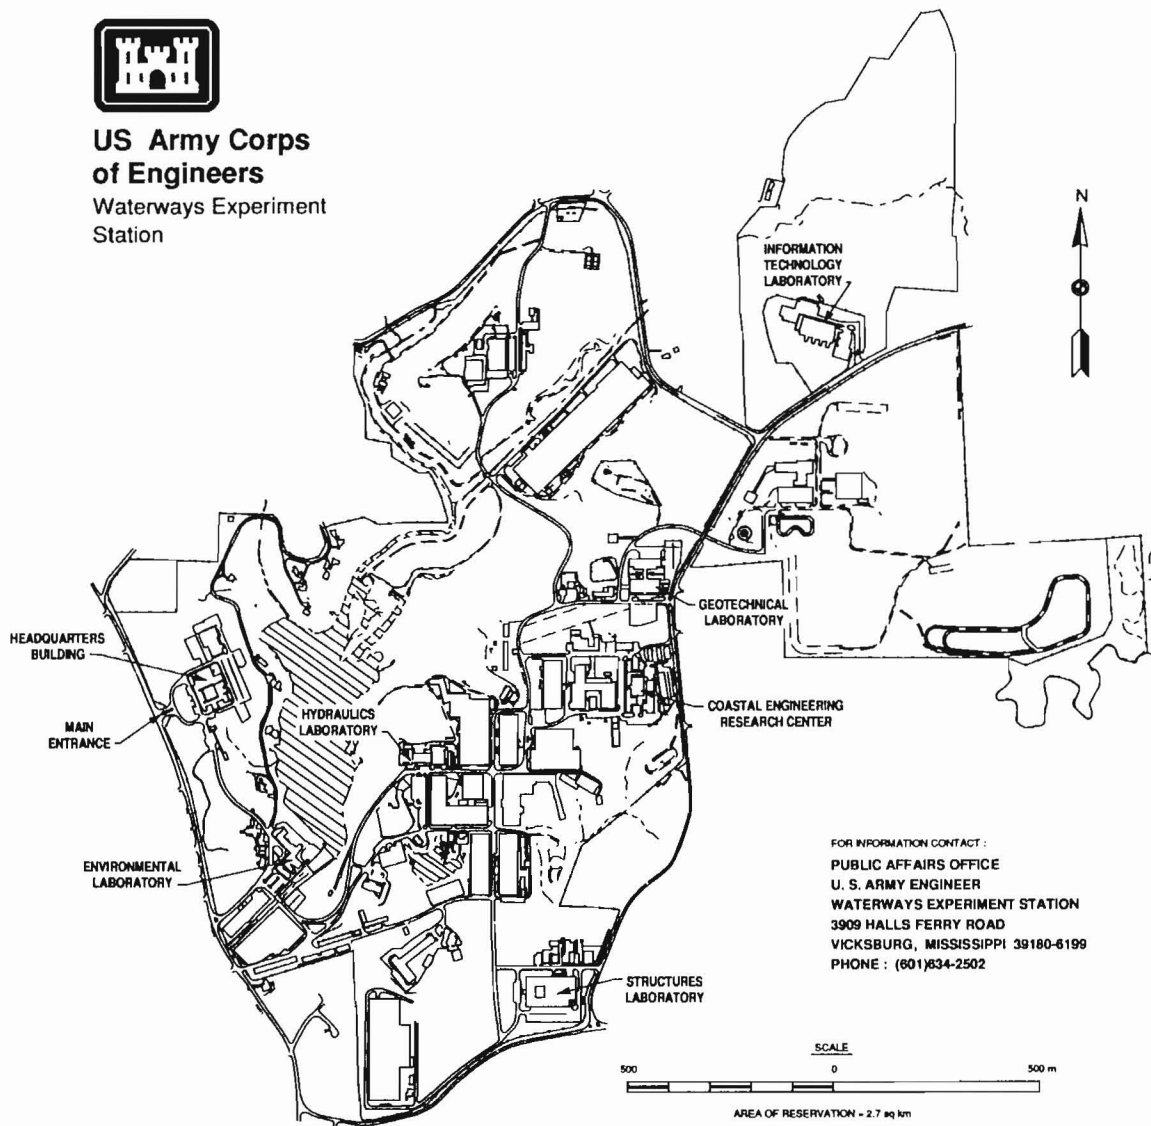 US Army Corps
of Engineers
Waterways Experiment
Station
N
INFORMATION
TECHNOLOGY
LABORATORY
GEOTECHNICAL
LABORATORY
HEADQUARTERS
BUILDING
MAIN
ENTRANCE
HYDRAULICS
LABORATORY
COASTAL ENGINEERING
RESEARCH CENTER
ENVIRONMENTAL
LABORATORY
STRUCTURES
LABORATORY
FOR INFORMATION CONTACT :
PUBLIC AFFAIRS OFFICE
U. S. ARMY ENGINEER
WATERWAYS EXPERIMENT STATION
3909 HALLS FERRY ROAD
VICKSBURG, MISSISSIPPI 39180-6199
PHONE : (601)634-2502
SCALE
500 0 500 m
AREA OF RESERVATION = 2.7 sq km